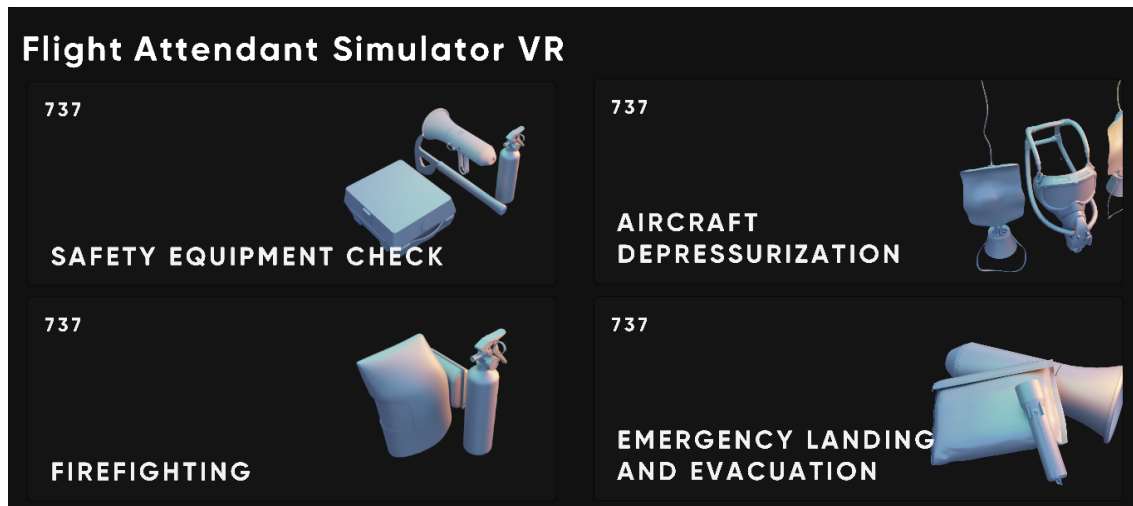 Flight Attendant Simulator VR
737
SAFETY EQUIPMENT CHECK
737
AIRCRAFT
DEPRESSURIZATION
737
FIREFIGHTING
737
EMERGENCY LANDING
AND EVACUATION